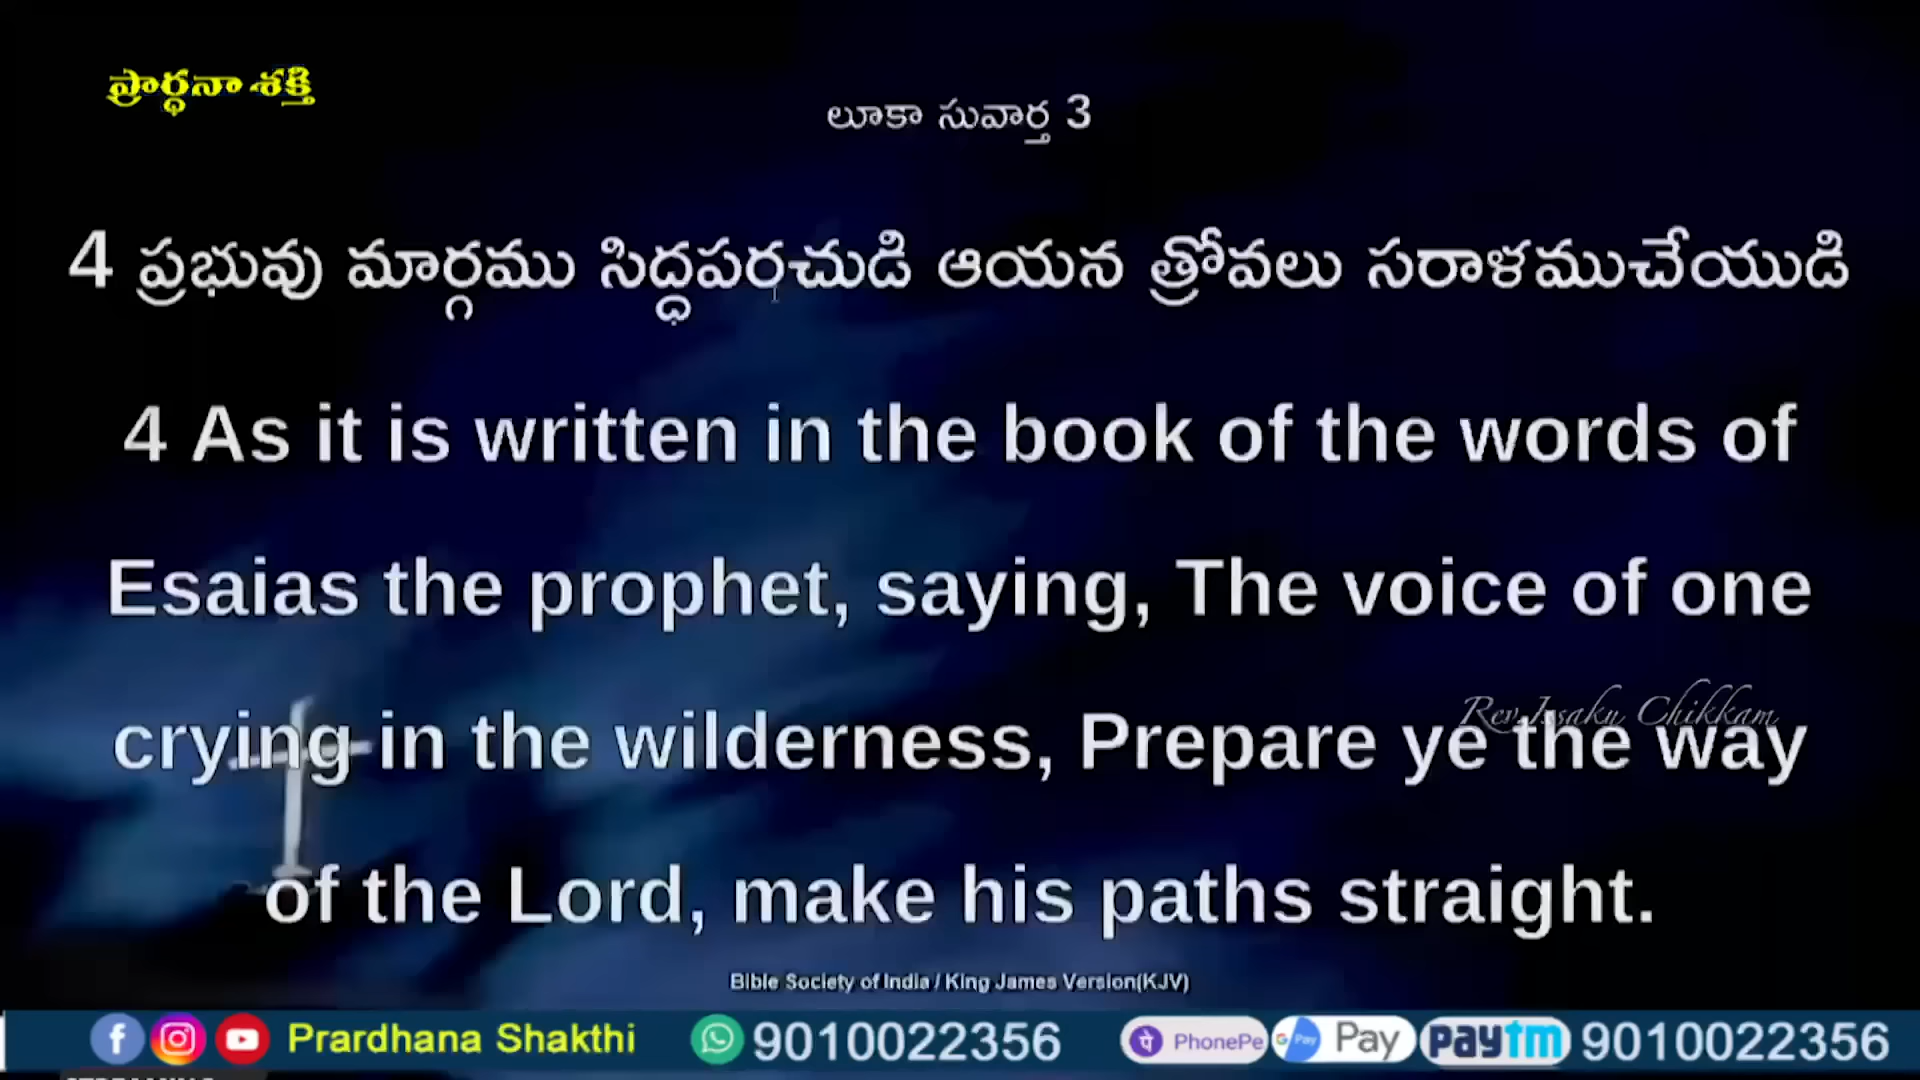 ప్రార్ధనా శక్తి
లూకా సువార్త 3
4 ప్రభువు మార్గము సిద్ధపరచుడి ఆయన త్రోవలు సరాళముచేయుడి
4 As it is written in the book of the words of
Esaias the prophet, saying, The voice of one
crying in the wilderness, Prepare ye the way
Rev.Issaku Chikkam
of the Lord, make his paths straight.
Bible Society of India / King James Version(KJV)
Prardhana Shakthi 9010022356 PhonePe G Pay Pay paytm 9010022356